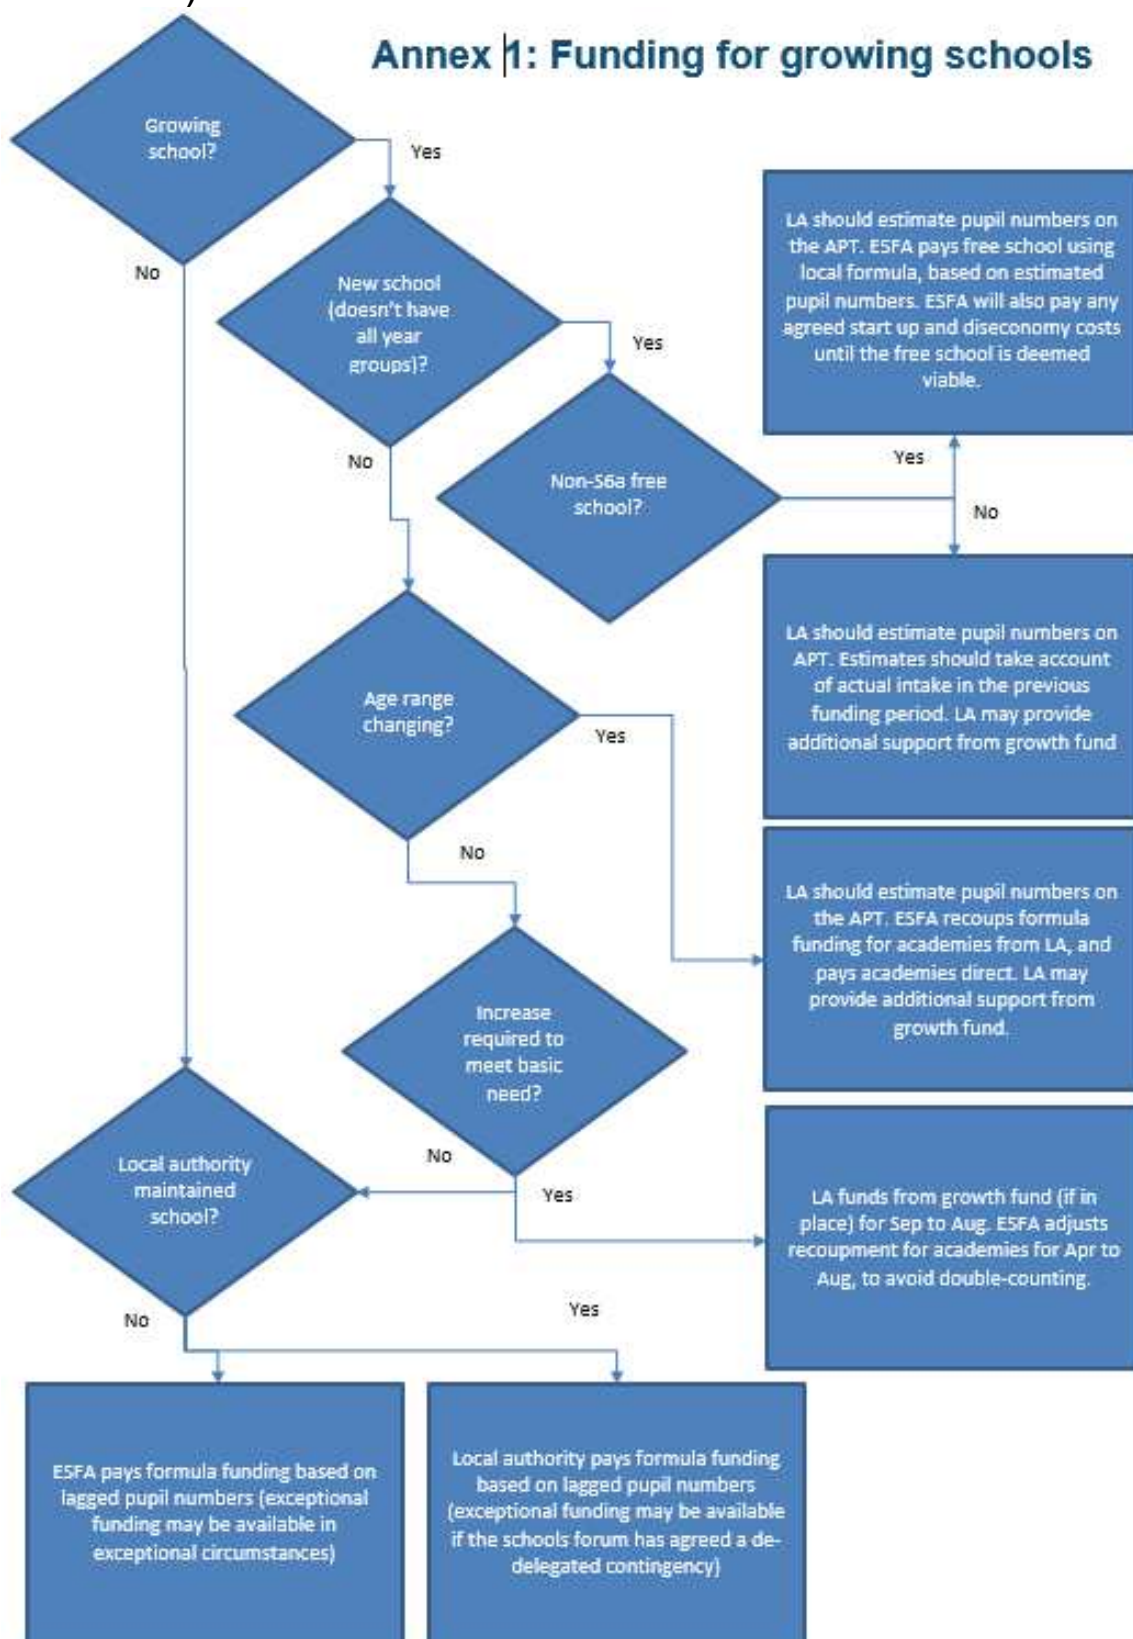 Annex 1: Funding for growing schools
Growing
school?
Yes
No
New school
(doesn't have
all year
groups)?
Yes
No
LA should estimate pupil numbers on
the APT. ESFA pays free school using
local formula, based on estimated
pupil numbers. ESFA will also pay any
agreed start up and diseconomy costs
until the free school is deemed
viable.
Non-S6a free
school?
Yes
No
LA should estimate pupil numbers on
APT. Estimates should take account
of actual intake in the previous
funding period. LA may provide
additional support from growth fund
Age range
changing?
Yes
No
LA should estimate pupil numbers on
the APT. ESFA recoups formula
funding for academies from LA, and
pays academies direct. LA may
provide additional support from
growth fund.
Increase
required to
meet basic
need?
No
Yes
LA funds from growth fund (if in
place) for Sep to Aug. ESFA adjusts
recoupment for academies for Apr to
Aug, to avoid double-counting.
Local authority
maintained
school?
No
Yes
ESFA pays formula funding based on
lagged pupil numbers (exceptional
funding may be available in
exceptional circumstances)
Local authority pays formula funding
based on lagged pupil numbers
(exceptional funding may be available
if the schools forum has agreed a de-
delegated contingency)